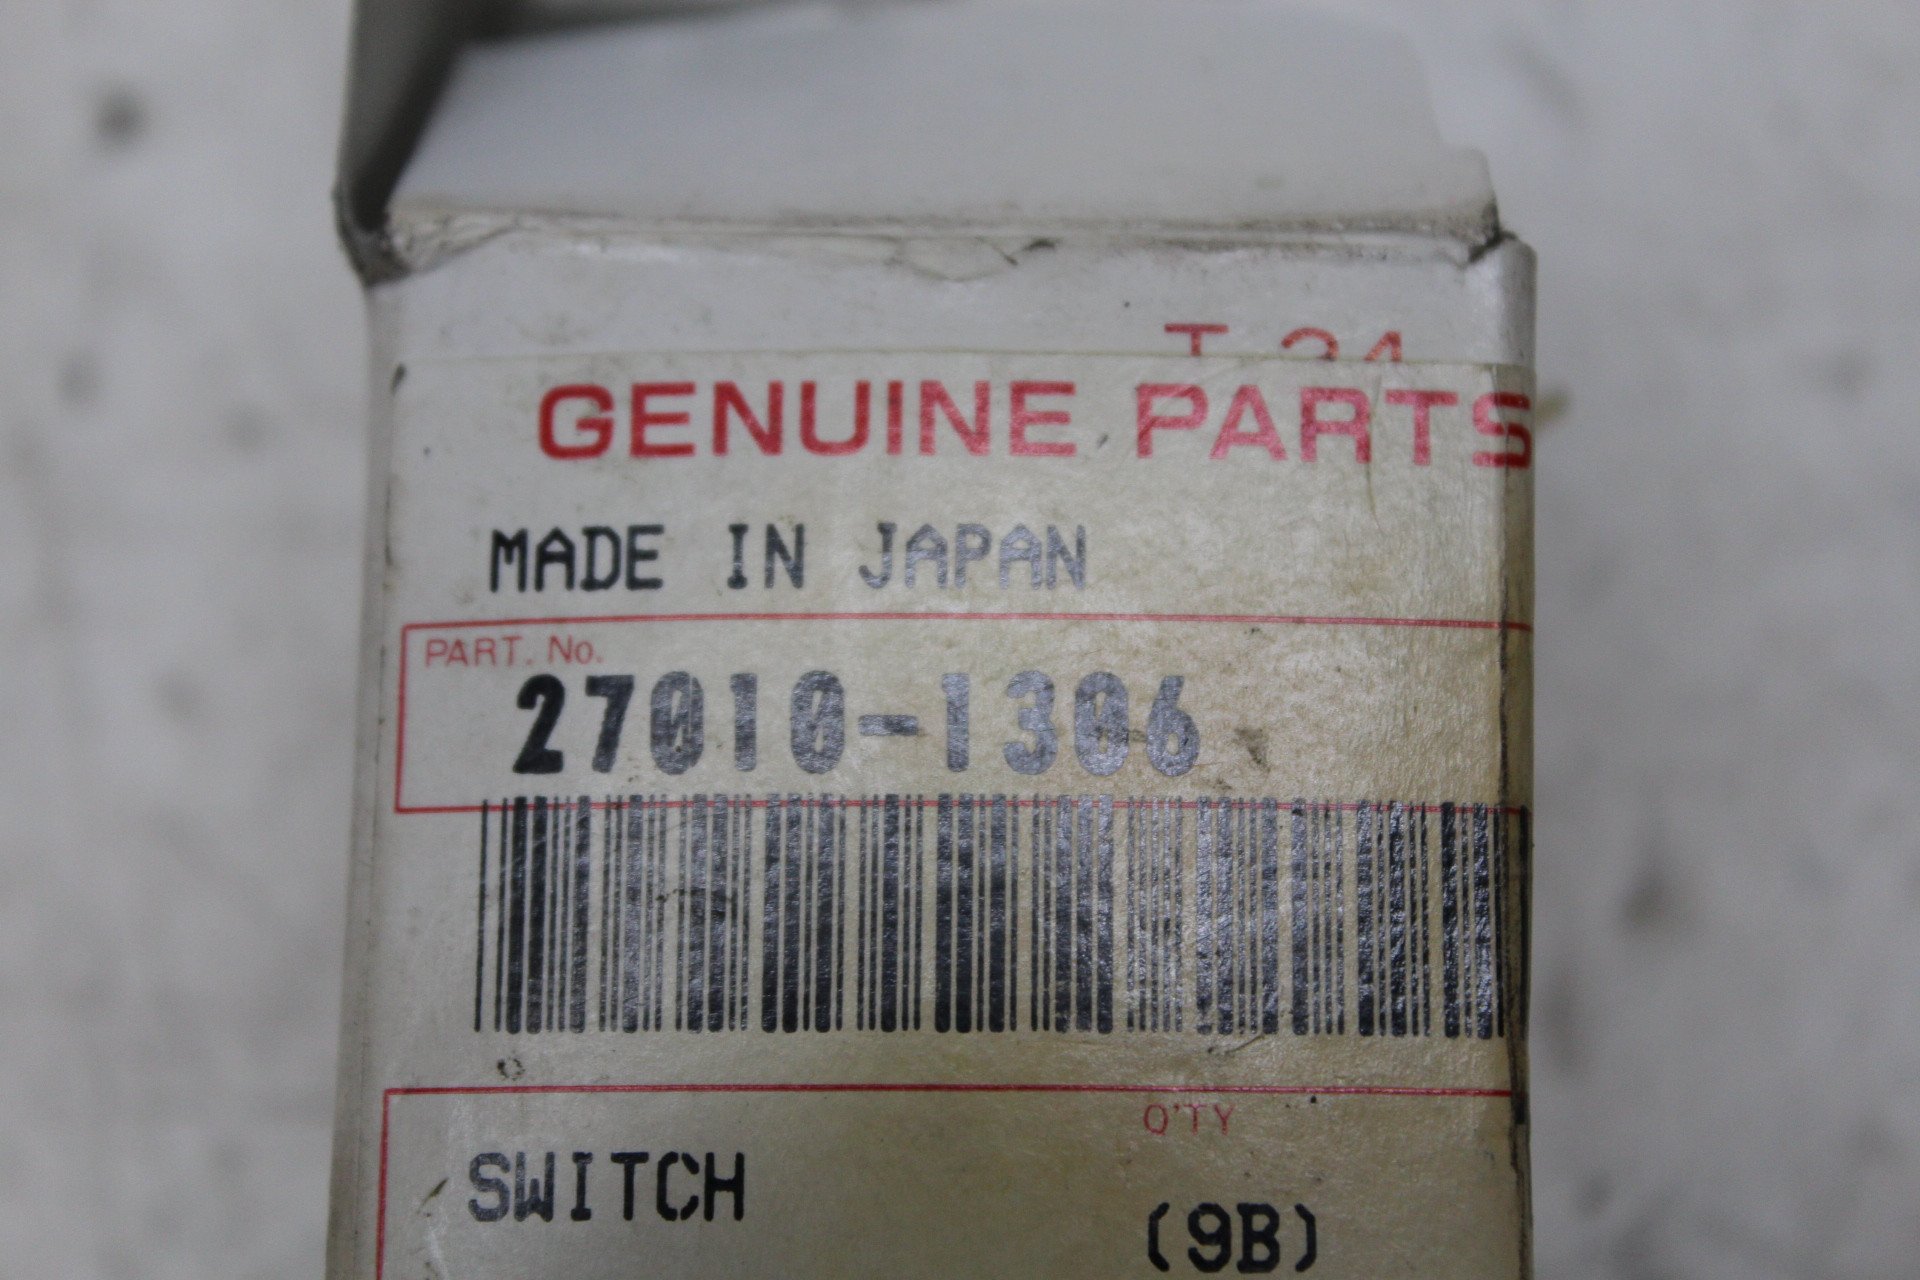 GENUINE PARTS
MADE IN JAPAN
PART. No.
27010-1306
Q'TY
SWITCH
(9B)